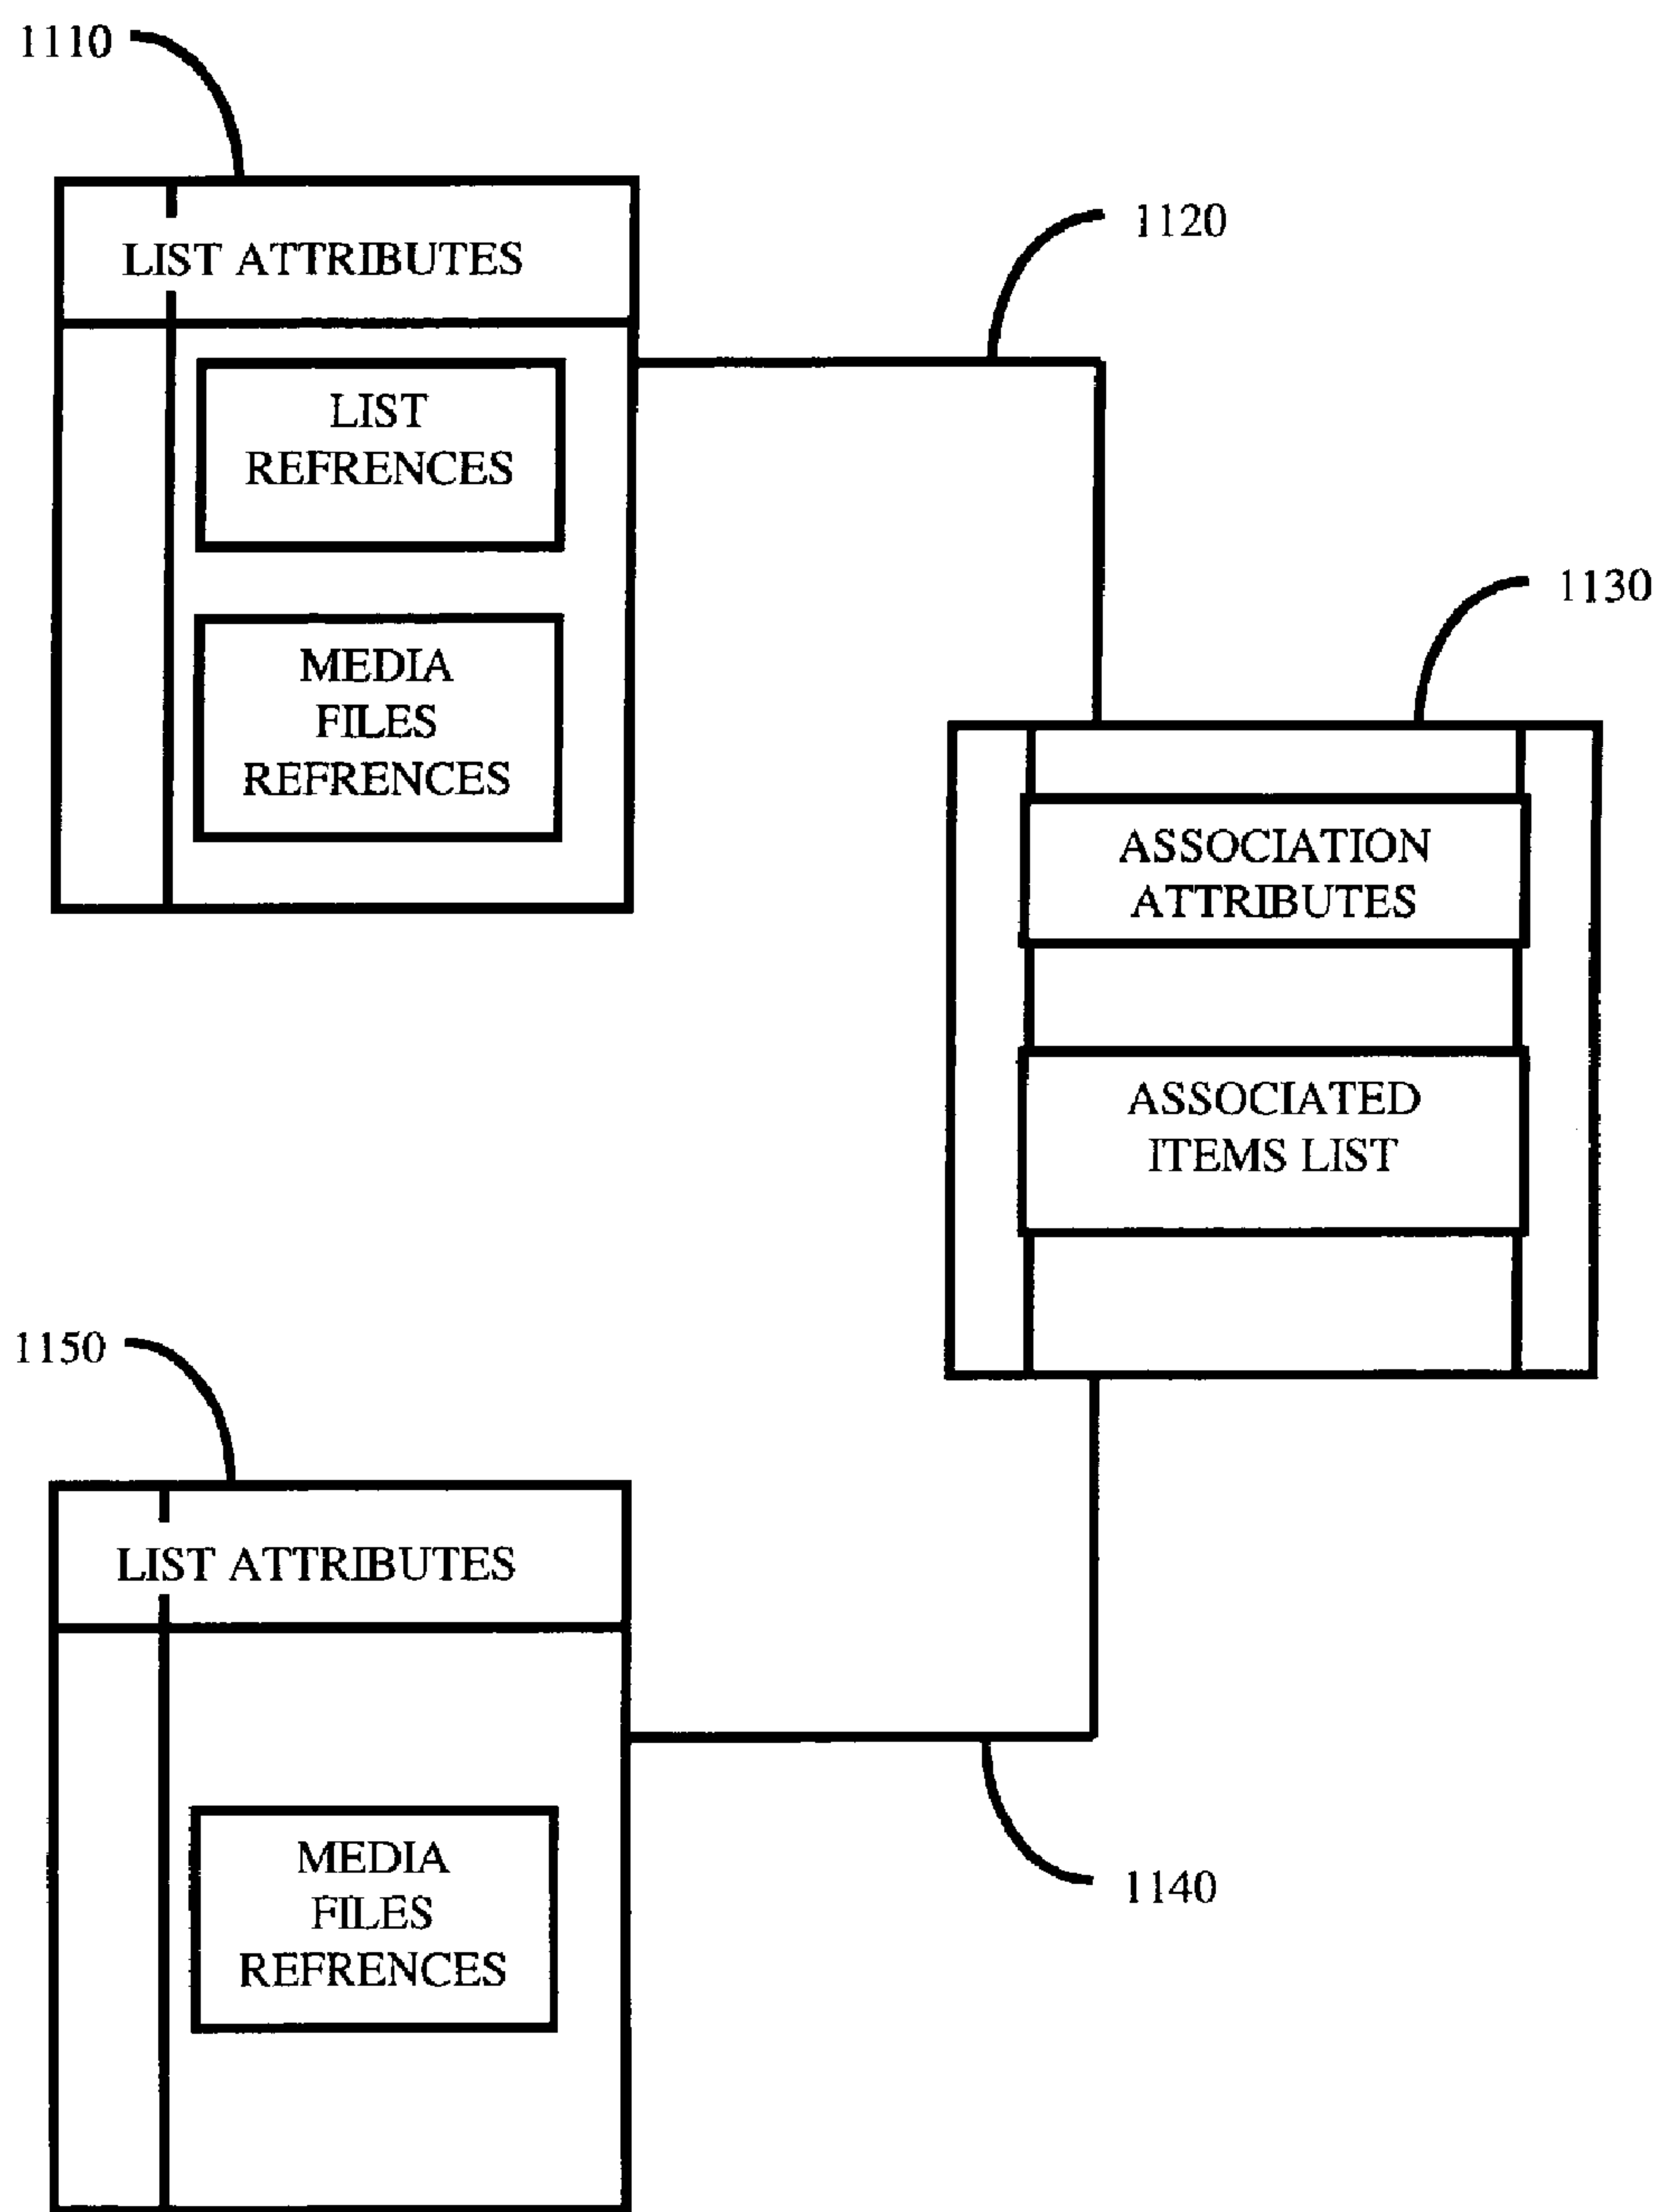 1110
1120
LIST ATTRIBUTES
LIST
REFRENCES
1130
MEDIA
FILES
REFRENCES
ASSOCIATION
ATTRIBUTES
ASSOCIATED
ITEMS LIST
1150
LIST ATTRIBUTES
MEDIA
FILES
REFRENCES
1140